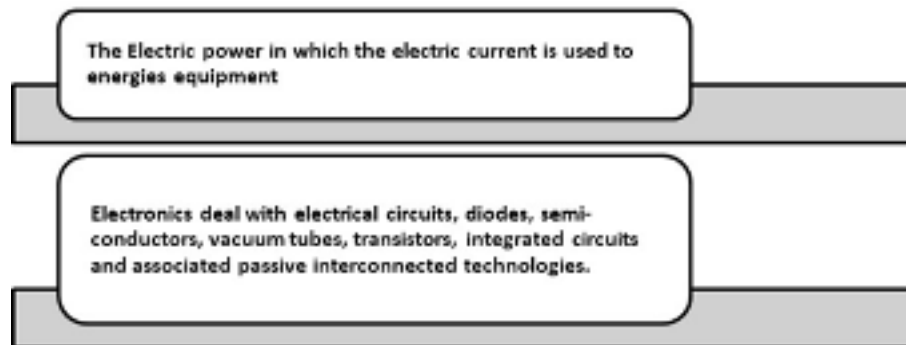 The Electric power in which the electric current is used to
energies equipment
Electronics deal with electrical circuits, diodes, semi-
conductors, vacuum tubes, transistors, integrated circuits
and associated passive interconnected technologies.